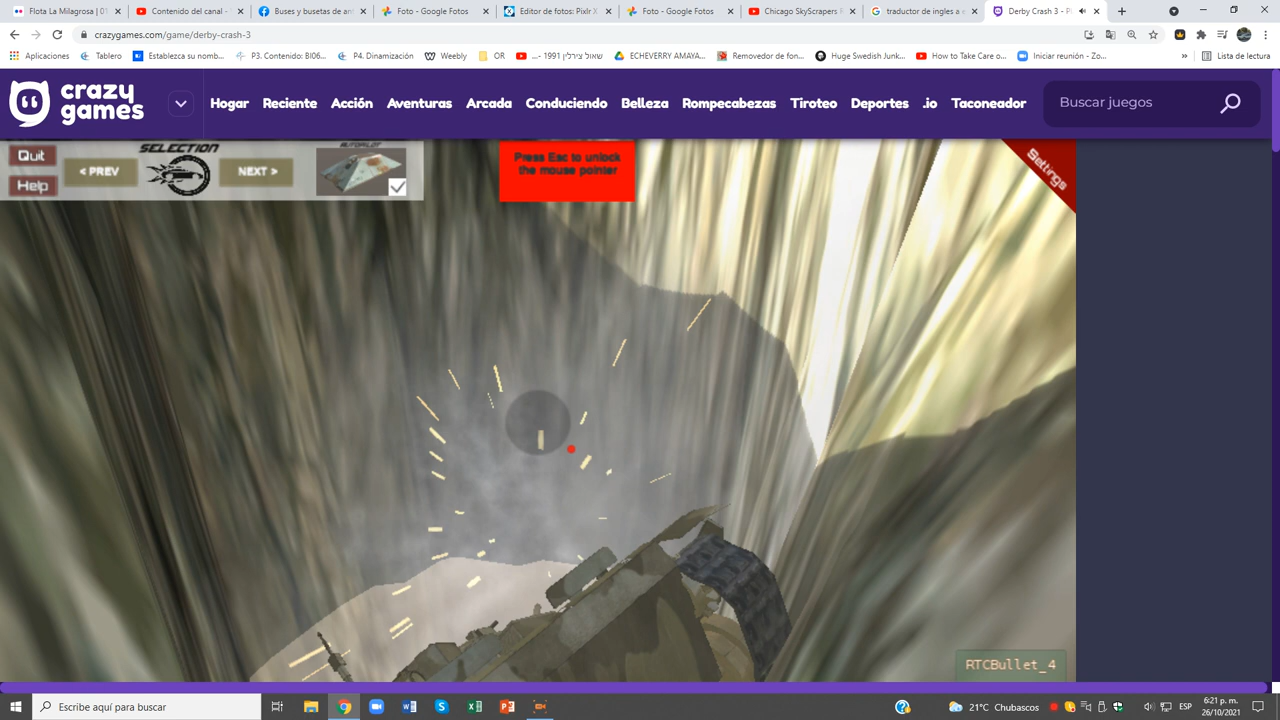 Flota La Milagrosa | 01
Contenido del canal -
Buses y busetas de an
Foto - Google Fotos
Editor de fotos: Pixlr X
Foto - Google Fotos
Chicago SkyScrapers
traductor de ingles a e
Derby Crash 3 - P
crazygames.com/game/derby-crash-3
Aplicaciones
Tablero
Establezca su nomb...
P3. Contenido: BI06...
P4. Dinamización
Weebly
OR
שאול צירלין 1991 -...
ECHEVERRY AMAYA...
Removedor de fon...
Huge Swedish Junk...
How to Take Care o...
Iniciar reunión - Zo...
»
Lista de lectura
crazy
games
Hogar
Reciente
Acción
Aventuras
Arcada
Conduciendo
Belleza
Rompecabezas
Tiroteo
Deportes
.io
Taconeador
Buscar juegos
Quit
Help
< PREV
SELECTION
NEXT >
AUTOPILOT
Press Esc to unlock
the mouse pointer
Settings
RTCBullet_4
Escribe aquí para buscar
21°C Chubascos
ESP
6:21 p. m.
26/10/2021